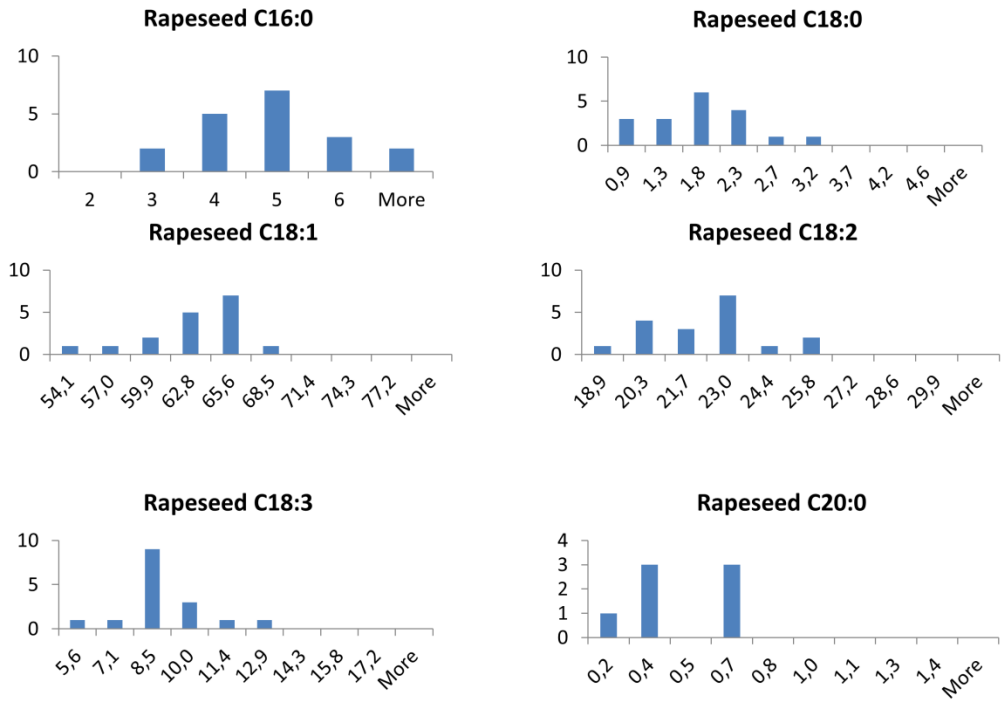 Rapeseed C16:0
10
5
0
2 3 4 5 6 More
Rapeseed C18:0
10
5
0
0,9 1,3 1,8 2,3 2,7 3,2 3,7 4,2 4,6 More
Rapeseed C18:1
10
5
0
54,1 57,0 59,9 62,8 65,6 68,5 71,4 74,3 77,2 More
Rapeseed C18:2
10
5
0
18,9 20,3 21,7 23,0 24,4 25,8 27,2 28,6 29,9 More
Rapeseed C18:3
10
5
0
5,6 7,1 8,5 10,0 11,4 12,9 14,3 15,8 17,2 More
Rapeseed C20:0
4
3
2
1
0
0,2 0,4 0,5 0,7 0,8 1,0 1,1 1,3 1,4 More